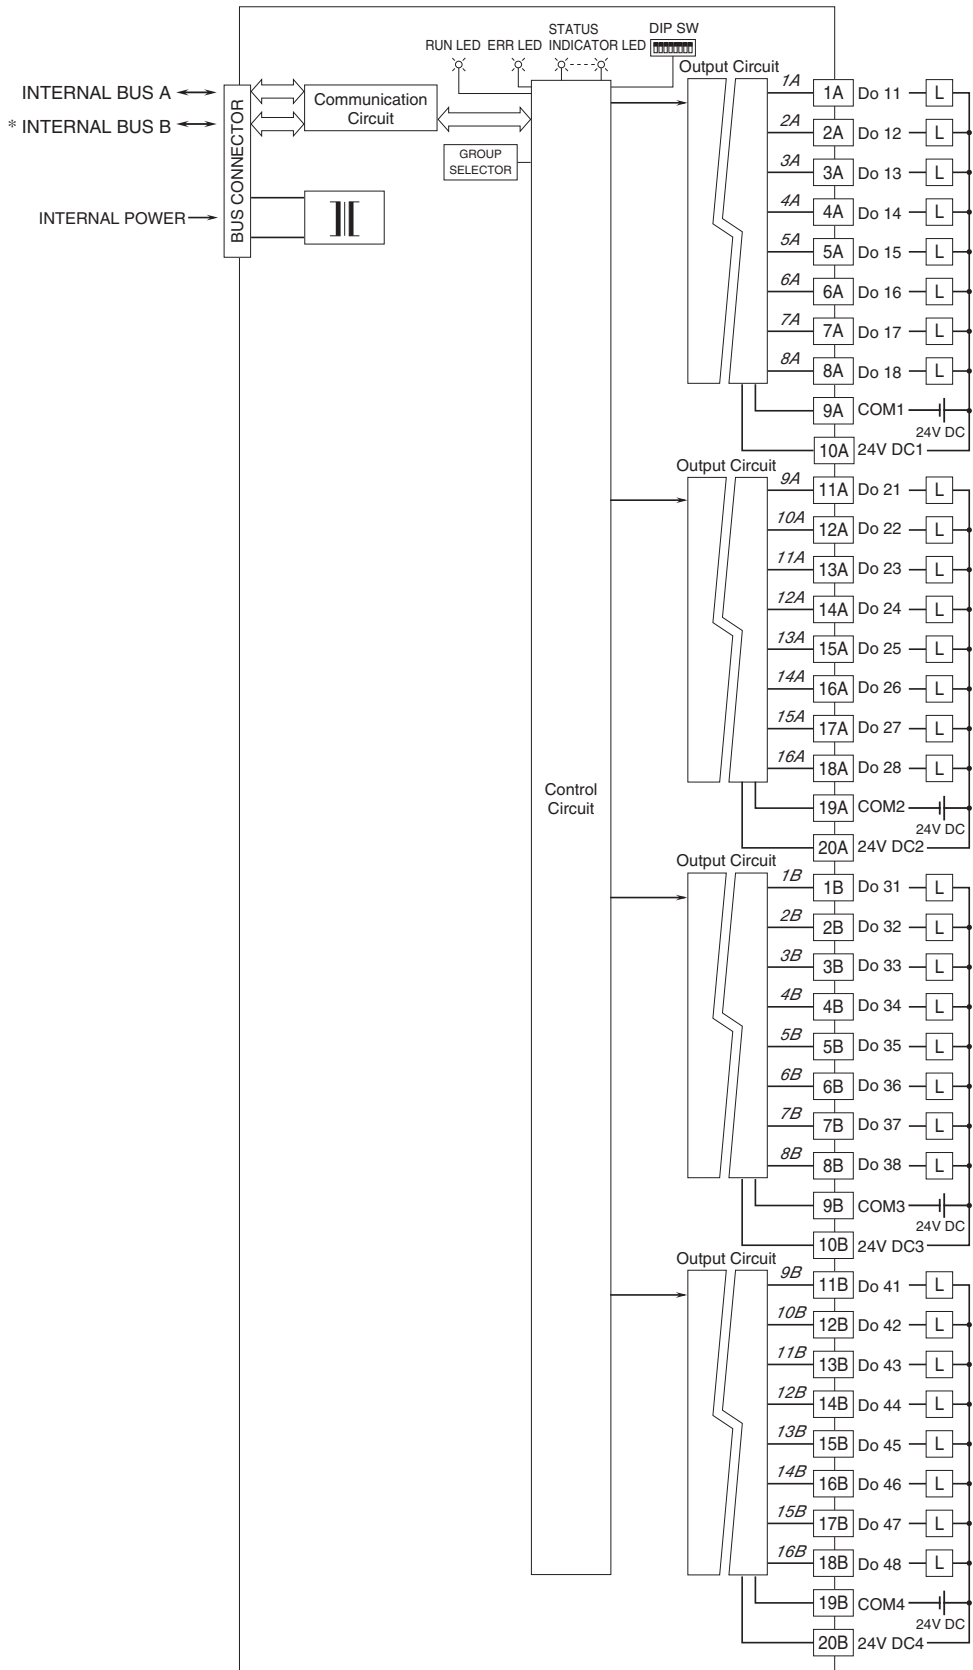 STATUS DIP SW
RUN LED ERR LED INDICATOR LED
INTERNAL BUS A
* INTERNAL BUS B
INTERNAL POWER
BUS CONNECTOR
Communication
Circuit
GROUP
SELECTOR
Control
Circuit
Output Circuit
1A 1A Do 11 L
2A 2A Do 12 L
3A 3A Do 13 L
4A 4A Do 14 L
5A 5A Do 15 L
6A 6A Do 16 L
7A 7A Do 17 L
8A 8A Do 18 L
9A COM1
24V DC
10A 24V DC1
Output Circuit
9A 11A Do 21 L
10A 12A Do 22 L
11A 13A Do 23 L
12A 14A Do 24 L
13A 15A Do 25 L
14A 16A Do 26 L
15A 17A Do 27 L
16A 18A Do 28 L
19A COM2
24V DC
20A 24V DC2
Output Circuit
1B 1B Do 31 L
2B 2B Do 32 L
3B 3B Do 33 L
4B 4B Do 34 L
5B 5B Do 35 L
6B 6B Do 36 L
7B 7B Do 37 L
8B 8B Do 38 L
9B COM3
24V DC
10B 24V DC3
Output Circuit
9B 11B Do 41 L
10B 12B Do 42 L
11B 13B Do 43 L
12B 14B Do 44 L
13B 15B Do 45 L
14B 16B Do 46 L
15B 17B Do 47 L
16B 18B Do 48 L
19B COM4
24V DC
20B 24V DC4